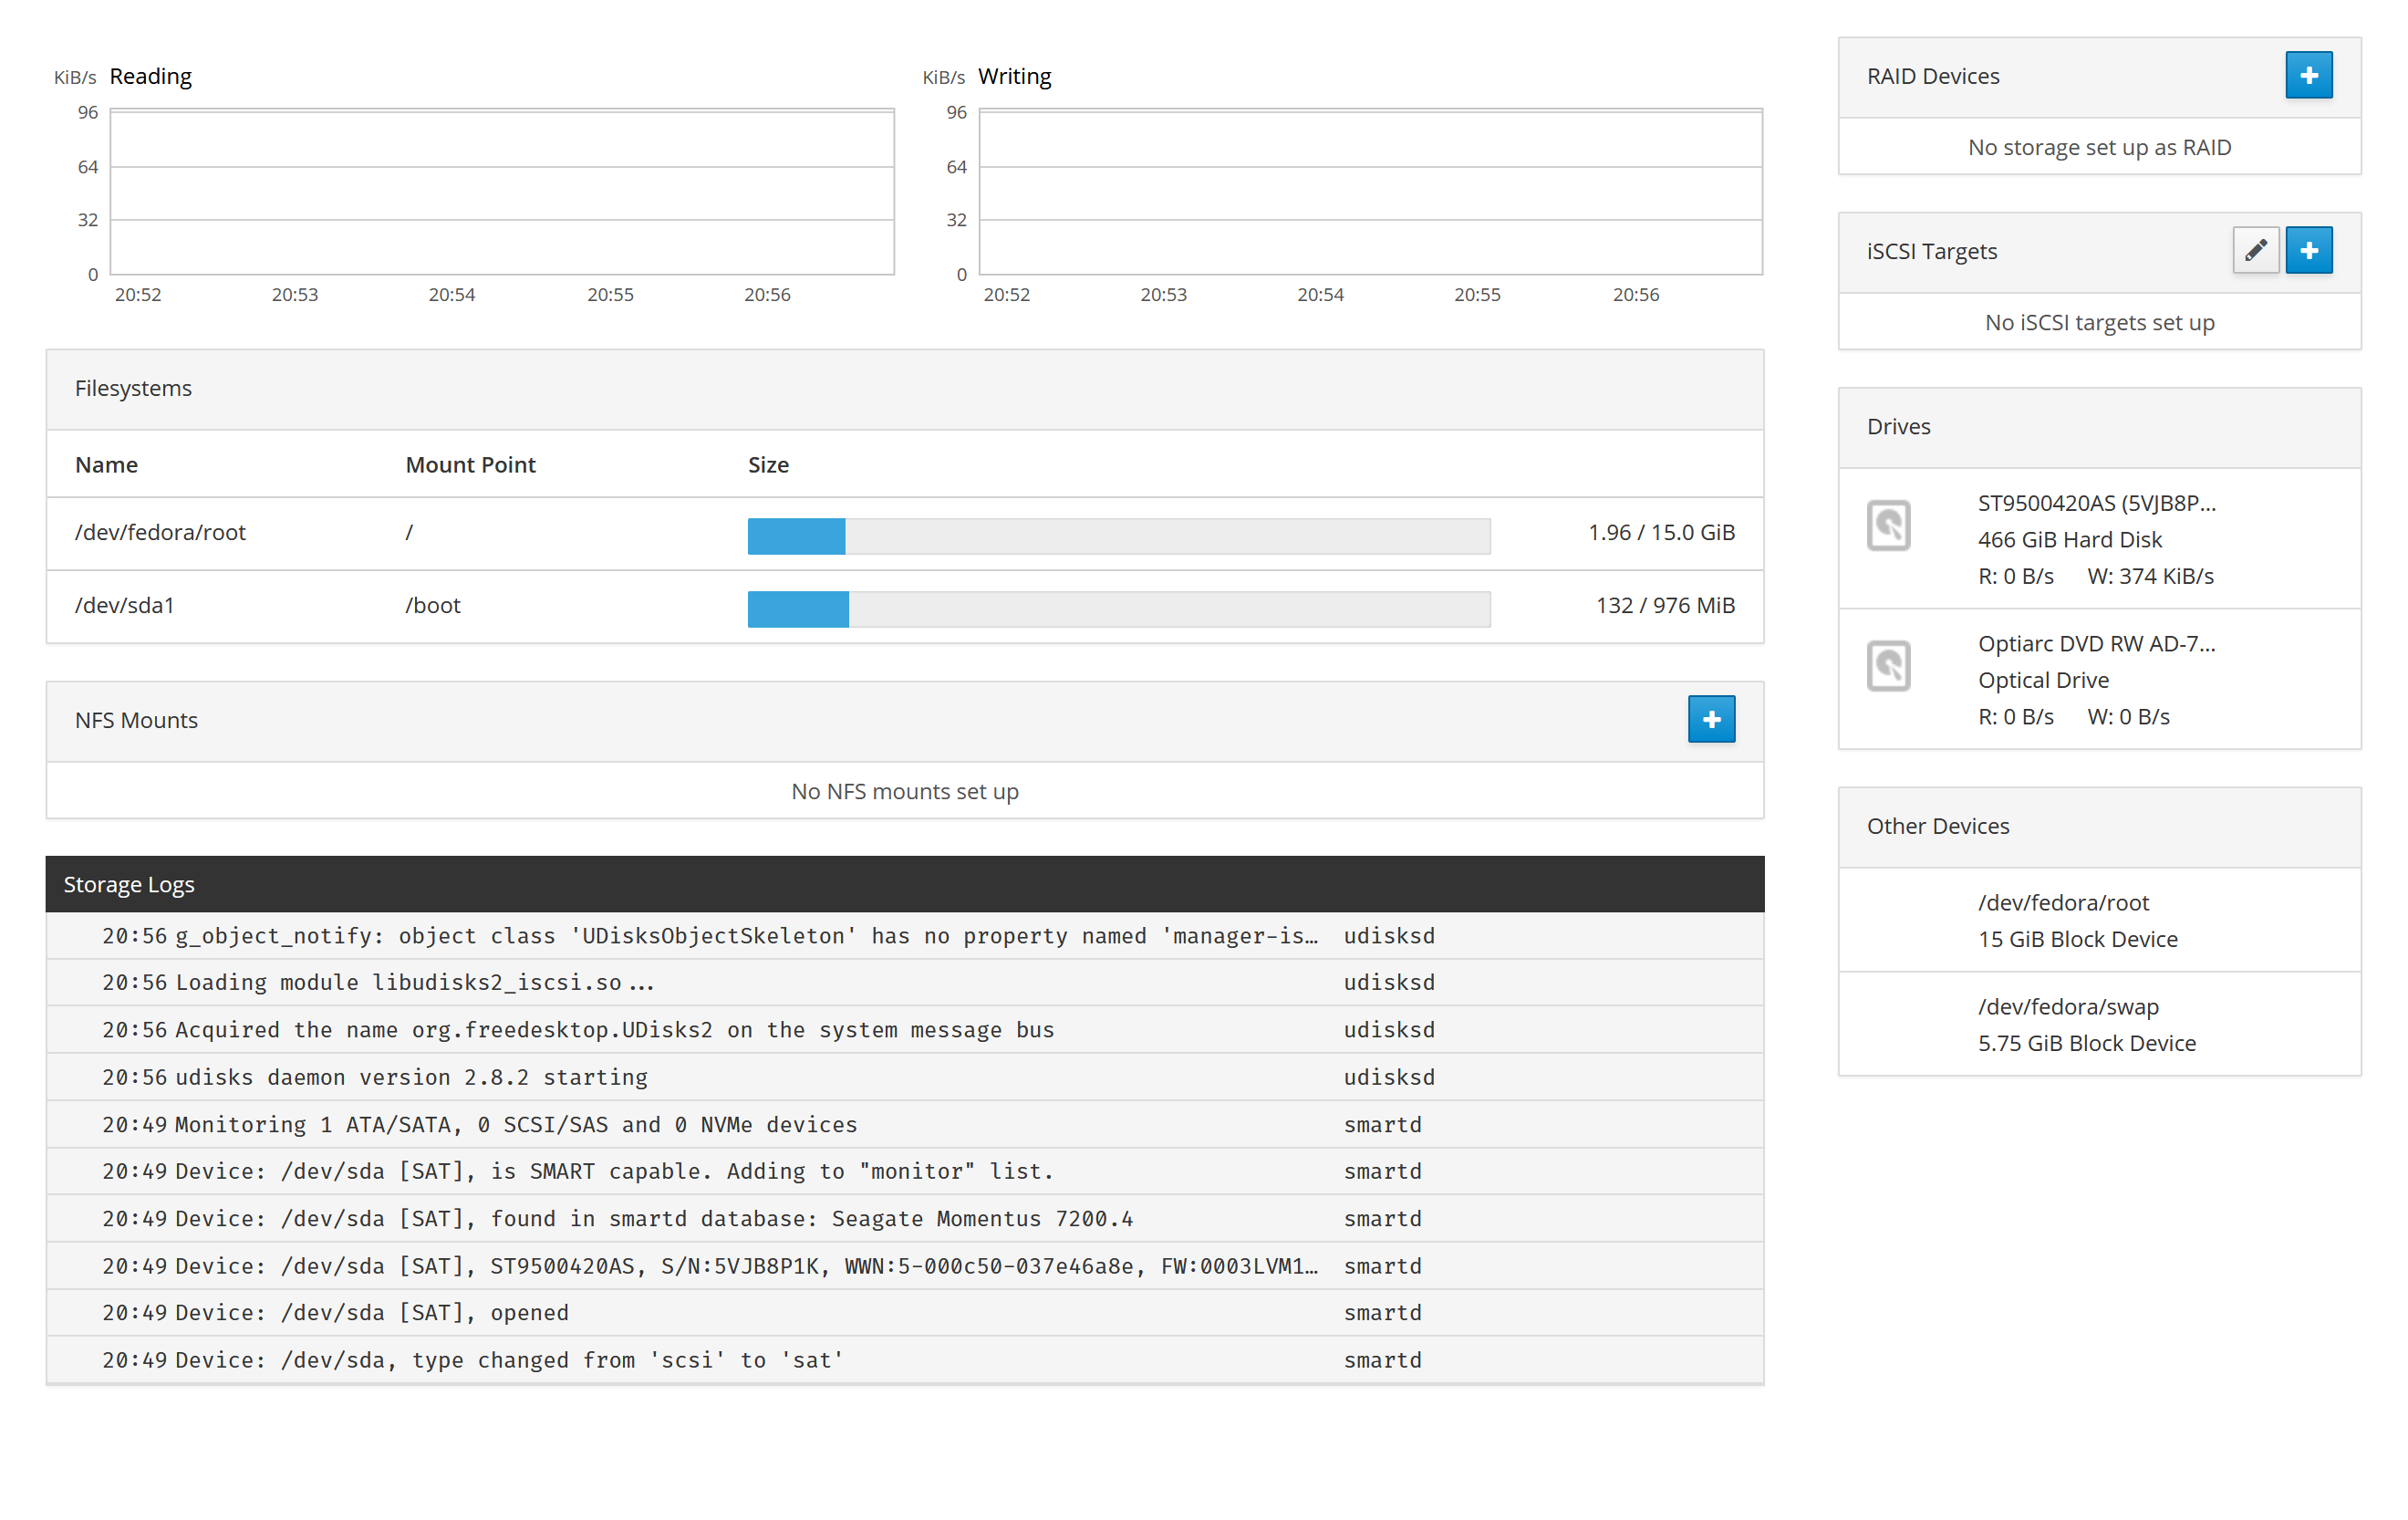 KiB/s Reading
96
64
32
0
20:52 20:53 20:54 20:55 20:56
KiB/s Writing
96
64
32
0
20:52 20:53 20:54 20:55 20:56
Filesystems
Name Mount Point Size
/dev/fedora/root / 1.96 / 15.0 GiB
/dev/sda1 /boot 132 / 976 MiB
NFS Mounts
No NFS mounts set up
Storage Logs
20:56 g_object_notify: object class 'UDisksObjectSkeleton' has no property named 'manager-is… udisksd
20:56 Loading module libudisks2_iscsi.so... udisksd
20:56 Acquired the name org.freedesktop.UDisks2 on the system message bus udisksd
20:56 udisks daemon version 2.8.2 starting udisksd
20:49 Monitoring 1 ATA/SATA, 0 SCSI/SAS and 0 NVMe devices smartd
20:49 Device: /dev/sda [SAT], is SMART capable. Adding to "monitor" list. smartd
20:49 Device: /dev/sda [SAT], found in smartd database: Seagate Momentus 7200.4 smartd
20:49 Device: /dev/sda [SAT], ST9500420AS, S/N:5VJB8P1K, WWN:5-000c50-037e46a8e, FW:0003LVM1… smartd
20:49 Device: /dev/sda [SAT], opened smartd
20:49 Device: /dev/sda, type changed from 'scsi' to 'sat' smartd
RAID Devices
No storage set up as RAID
iSCSI Targets
No iSCSI targets set up
Drives
ST9500420AS (5VJB8P...
466 GiB Hard Disk
R: 0 B/s W: 374 KiB/s
Optiarc DVD RW AD-7...
Optical Drive
R: 0 B/s W: 0 B/s
Other Devices
/dev/fedora/root
15 GiB Block Device
/dev/fedora/swap
5.75 GiB Block Device